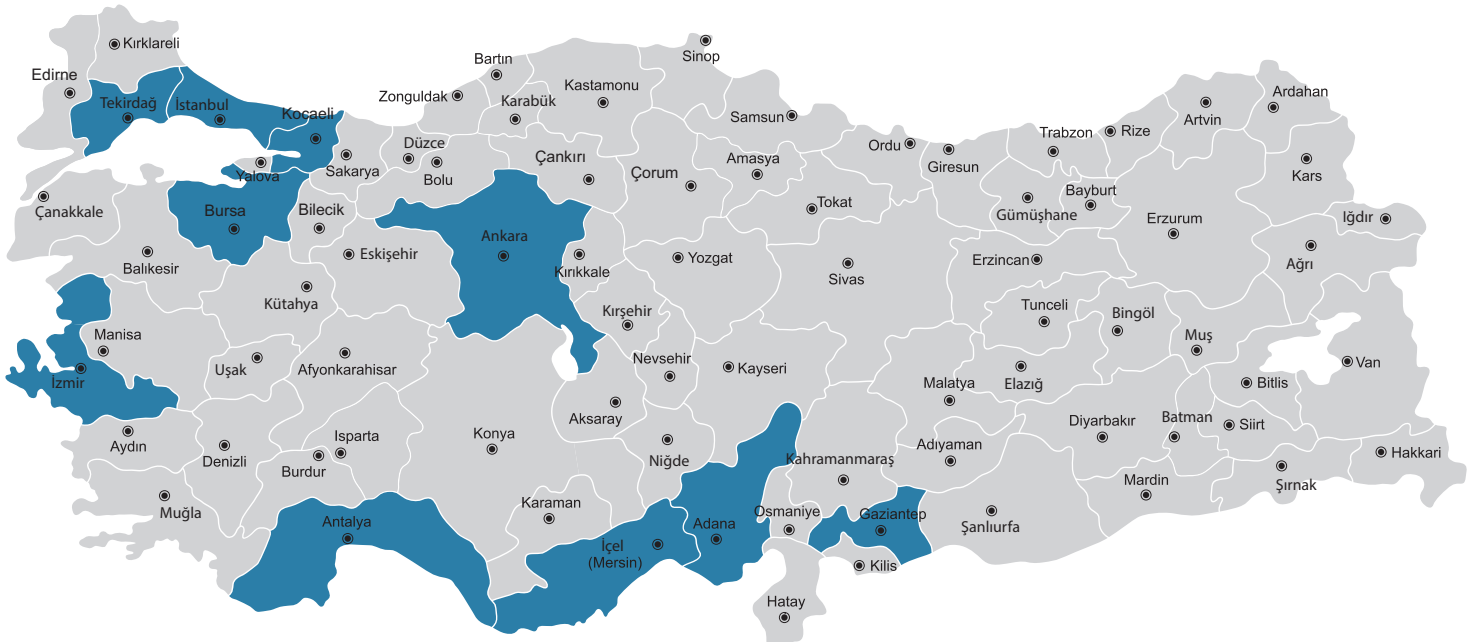 Kırklareli
Edirne
Tekirdağ
İstanbul
Kocaeli
Yalova
Sakarya
Düzce
Bolu
Zonguldak
Bartın
Karabük
Kastamonu
Sinop
Çankırı
Çorum
Samsun
Amasya
Tokat
Ordu
Giresun
Trabzon
Rize
Artvin
Ardahan
Kars
Iğdır
Gümüşhane
Bayburt
Erzurum
Ağrı
Çanakkale
Bursa
Bilecik
Balıkesir
Eskişehir
Kütahya
Ankara
Kırıkkale
Yozgat
Sivas
Erzincan
Tunceli
Bingöl
Muş
Manisa
İzmir
Uşak
Afyonkarahisar
Kırşehir
Nevsehir
Kayseri
Aksaray
Malatya
Elazığ
Bitlis
Van
Aydın
Denizli
Burdur
Isparta
Konya
Niğde
Kahramanmaraş
Adıyaman
Diyarbakır
Batman
Siirt
Hakkari
Şırnak
Mardin
Muğla
Antalya
Karaman
İçel
(Mersin)
Adana
Osmaniye
Gaziantep
Şanlıurfa
Kilis
Hatay